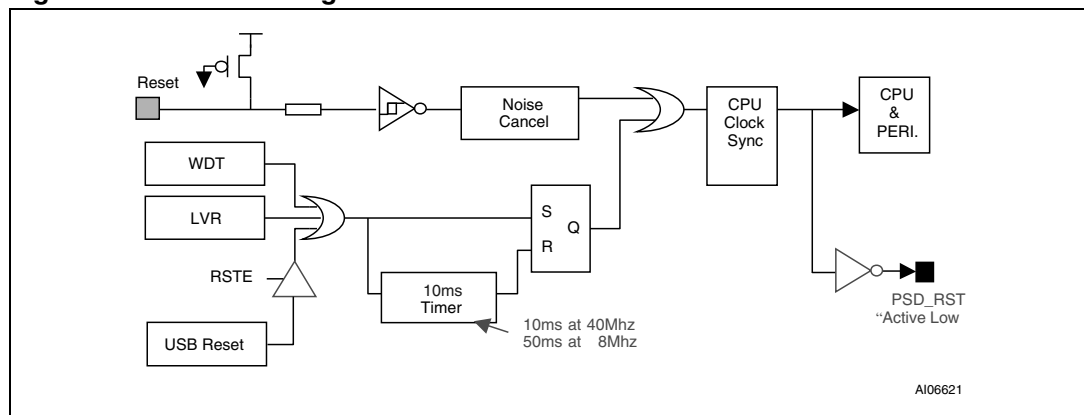 Reset
Noise
Cancel
CPU
Clock
Sync
CPU
&
PERI.
WDT
LVR
S
R
Q
RSTE
10ms
Timer
10ms at 40Mhz
50ms at 8Mhz
USB Reset
PSD_RST
“Active Low
AI06621